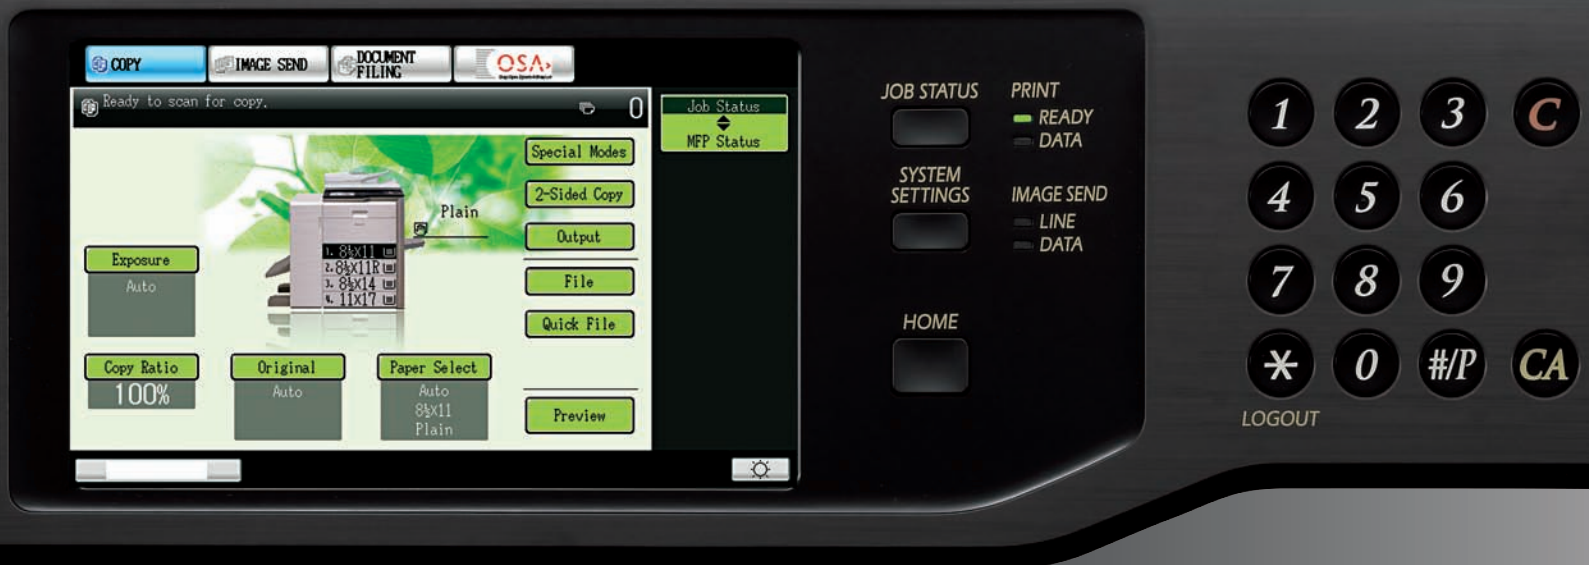 COPY
IMAGE SEND
DOCUMENT
FILING
OSA
Ready to scan for copy.
0
Job Status
MFP Status
Special Modes
2-Sided Copy
Output
File
Quick File
Preview
Plain
1. 8½X11
2. 8½X11R
3. 8½X14
4. 11X17
Exposure
Auto
Copy Ratio
100%
Original
Auto
Paper Select
Auto
8½X11
Plain
JOB STATUS
SYSTEM
SETTINGS
HOME
PRINT
READY
DATA
IMAGE SEND
LINE
DATA
1 2 3 C
4 5 6
7 8 9
* 0 #/P CA
LOGOUT